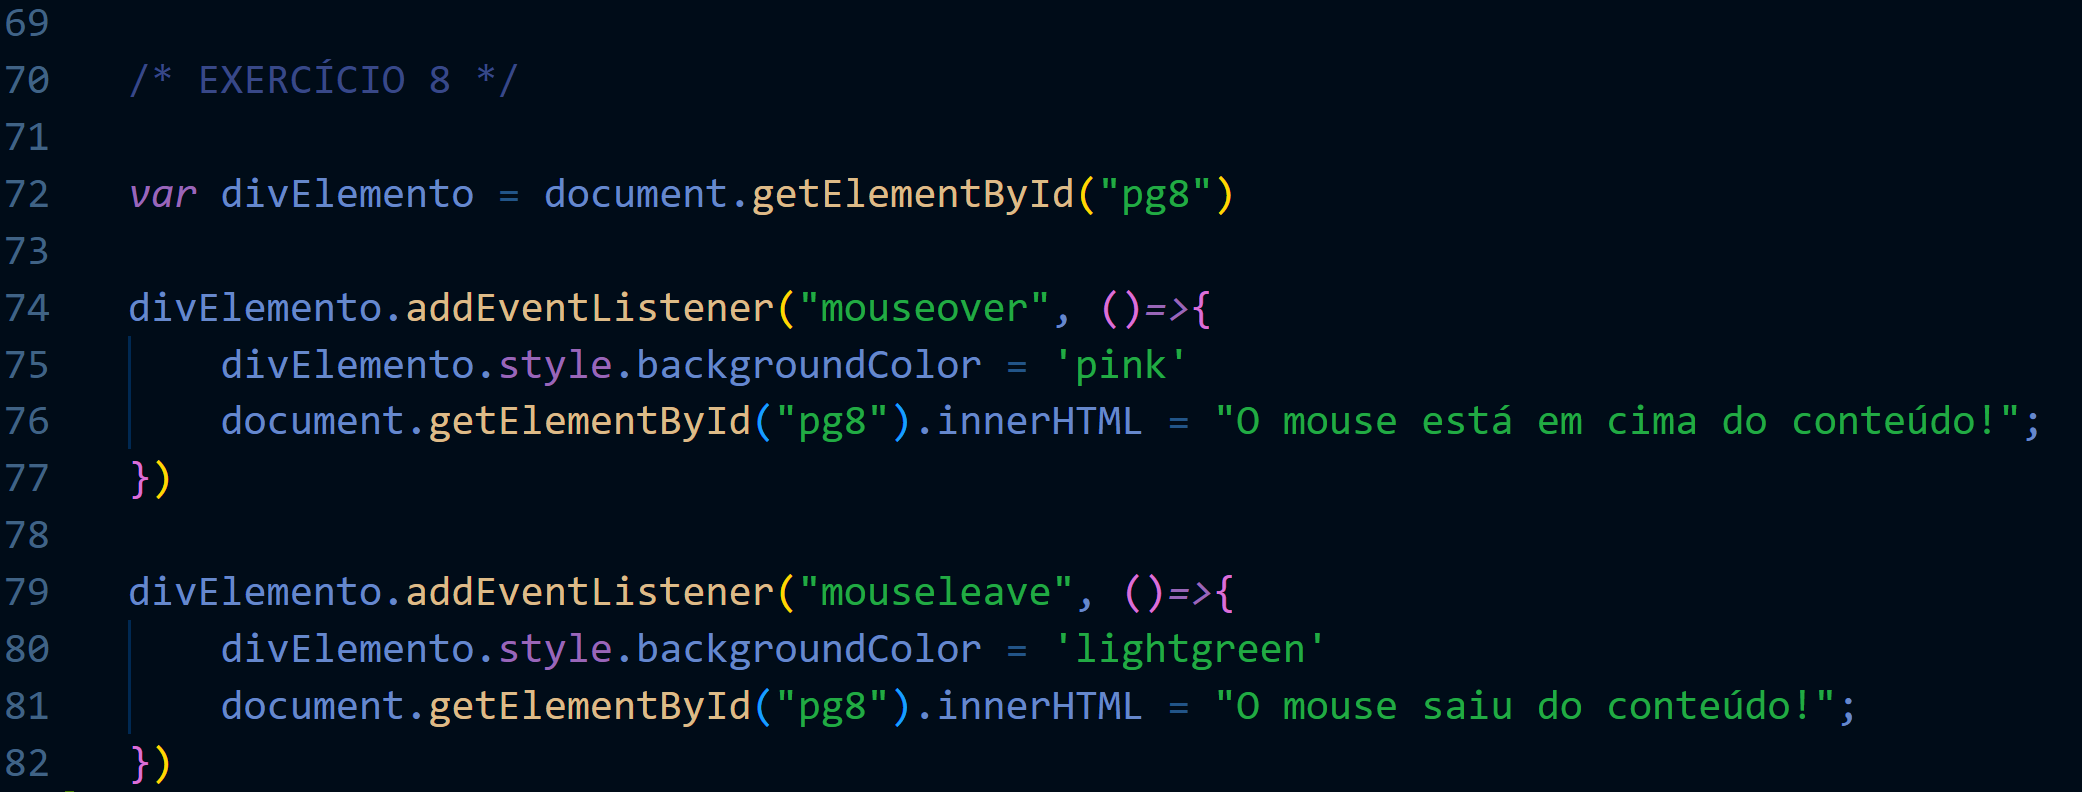 69
70 /* EXERCÍCIO 8 */
71
72 var divElemento = document.getElementById("pg8")
73
74 divElemento.addEventListener("mouseover", ()=>{
75 divElemento.style.backgroundColor = 'pink'
76 document.getElementById("pg8").innerHTML = "O mouse está em cima do conteúdo!";
77 })
78
79 divElemento.addEventListener("mouseleave", ()=>{
80 divElemento.style.backgroundColor = 'lightgreen'
81 document.getElementById("pg8").innerHTML = "O mouse saiu do conteúdo!";
82 })